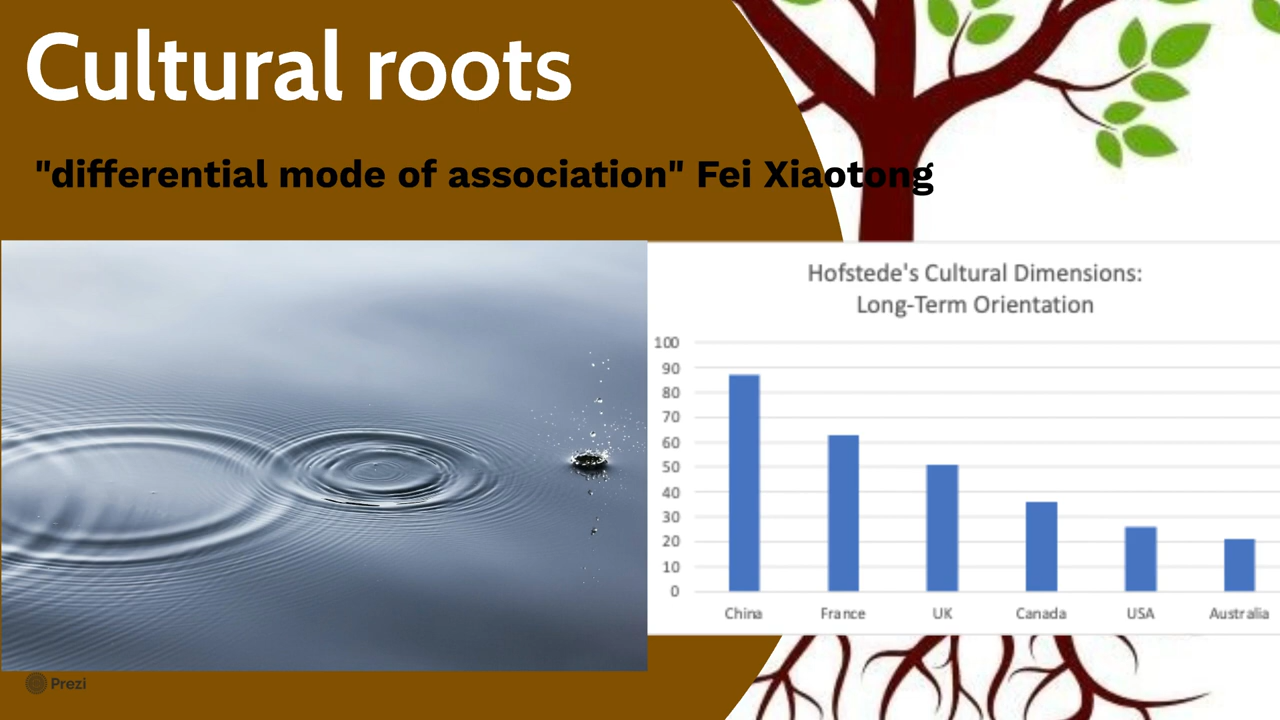 Cultural roots
"differential mode of association" Fei Xiaotong
Hofstede's Cultural Dimensions:
Long-Term Orientation
100
90
80
70
60
50
40
30
20
10
0
China France UK Canada USA Australia
Prezi